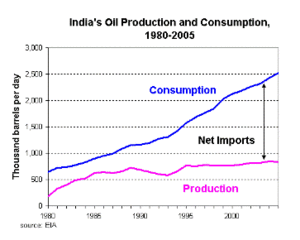 India's Oil Production and Consumption,
1980-2005
Thousand barrels per day
3,000
2,500
2,000
1,500
1,000
500
0
Consumption
Net Imports
Production
1980
1985
1990
1995
2000
source: EIA